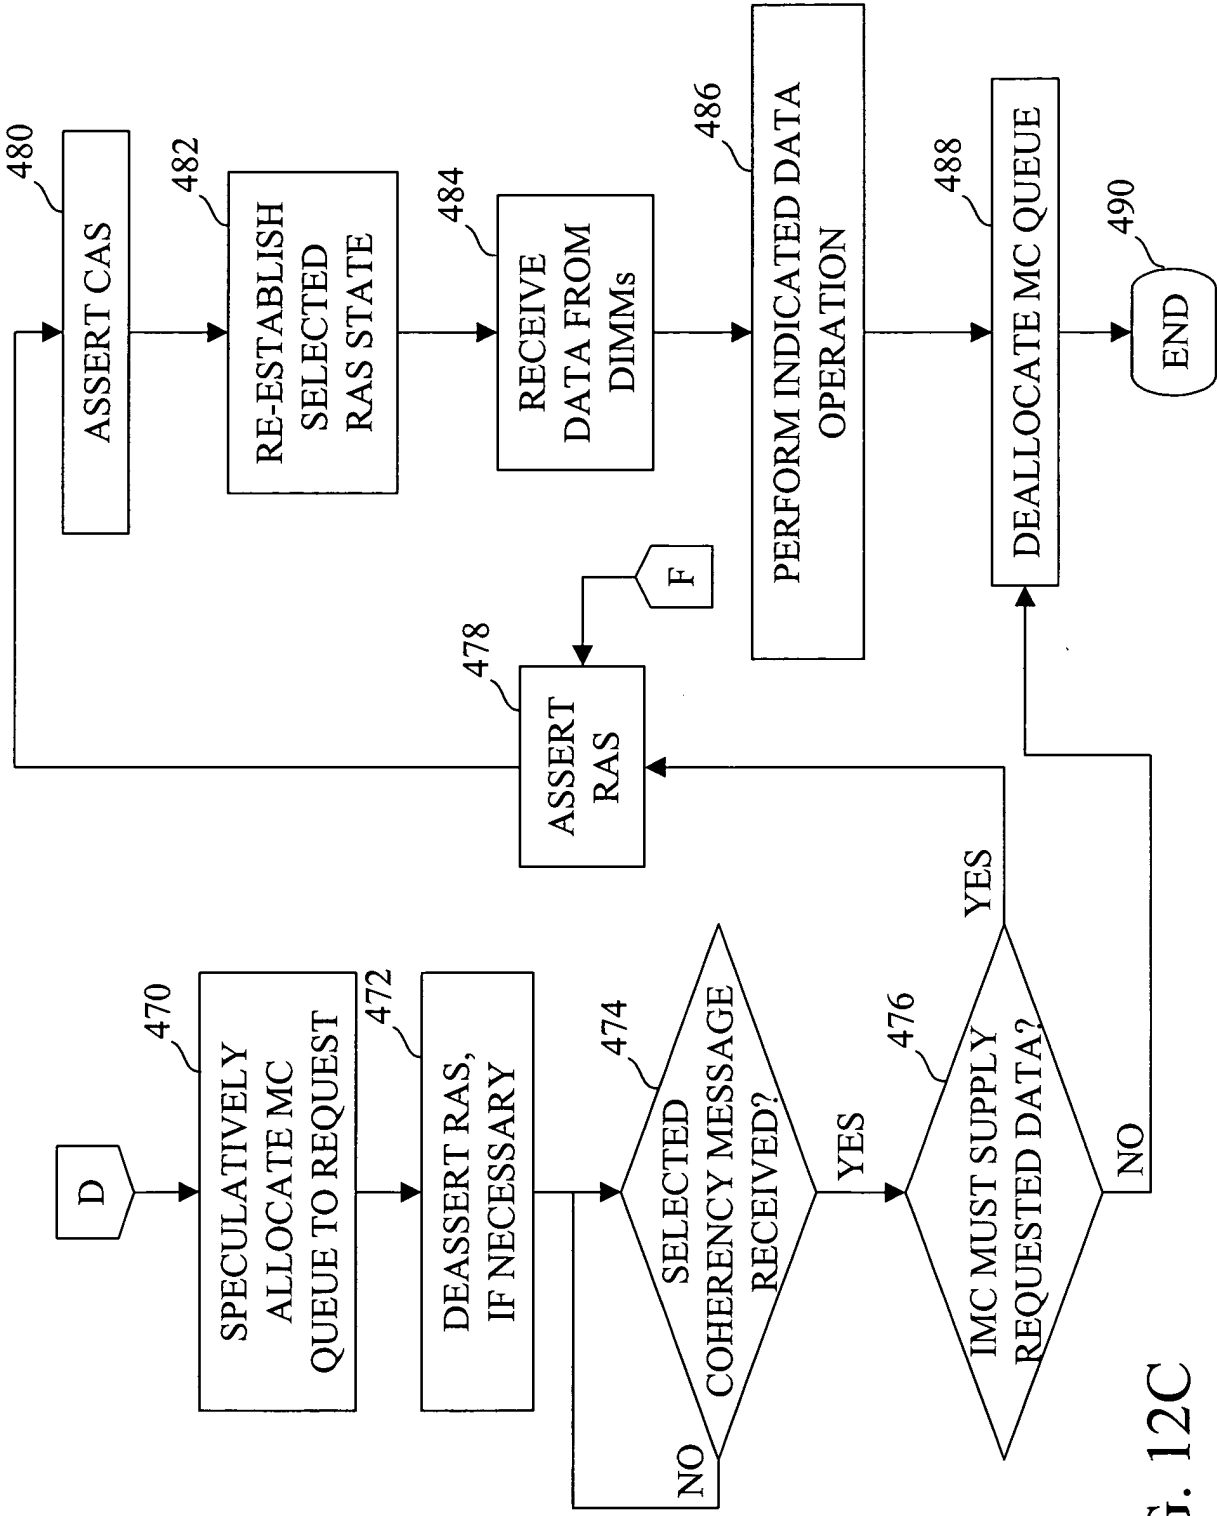 D
470
SPECULATIVELY
ALLOCATE MC
QUEUE TO REQUEST
472
DEASSERT RAS,
IF NECESSARY
474
SELECTED
COHERENCY MESSAGE
RECEIVED?
NO
YES
476
IMC MUST SUPPLY
REQUESTED DATA?
YES
NO
478
ASSERT
RAS
F
480
ASSERT CAS
482
RE-ESTABLISH
SELECTED
RAS STATE
484
RECEIVE
DATA FROM
DIMMs
486
PERFORM INDICATED DATA
OPERATION
488
DEALLOCATE MC QUEUE
490
END
G. 12C